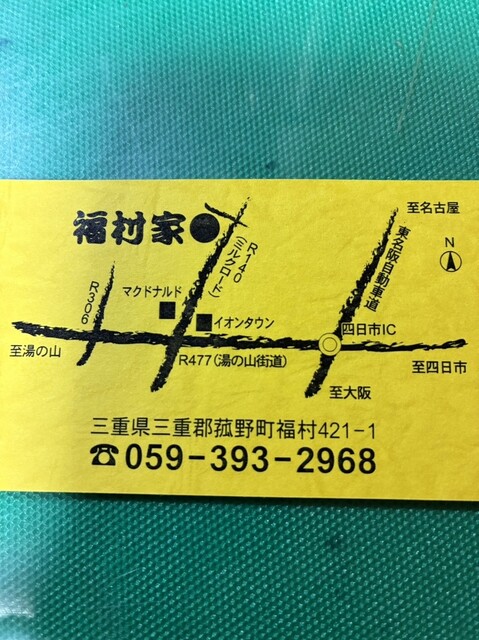 至名古屋
福村家
N
R140
(ミルクロード)
東名阪自動車道
R306
マクドナルド
イオンタウン
四日市IC
至湯の山
R477(湯の山街道)
至四日市
至大阪
三重県三重郡菰野町福村421-1
☎059-393-2968